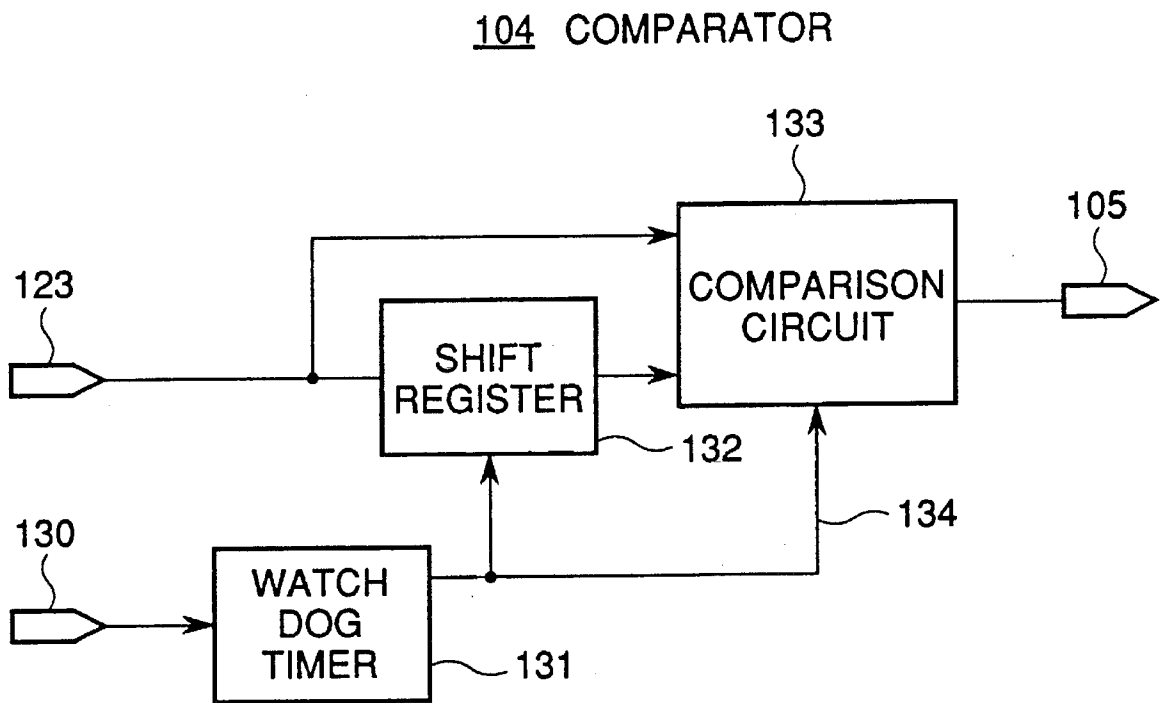 104 COMPARATOR
133
105
123
COMPARISON
CIRCUIT
SHIFT
REGISTER
132
130
134
WATCH
DOG
TIMER
131